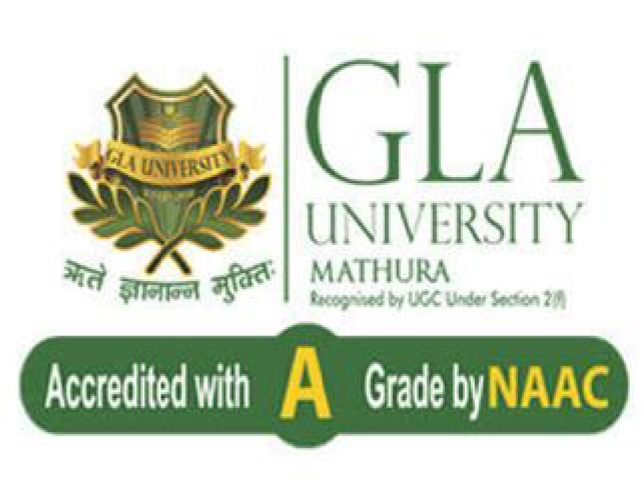 GLA UNIVERSITY
ऋते ज्ञानान्न मुक्तिः
GLA
UNIVERSITY
MATHURA
Recognised by UGC Under Section 2(f)
Accredited with A Grade by NAAC